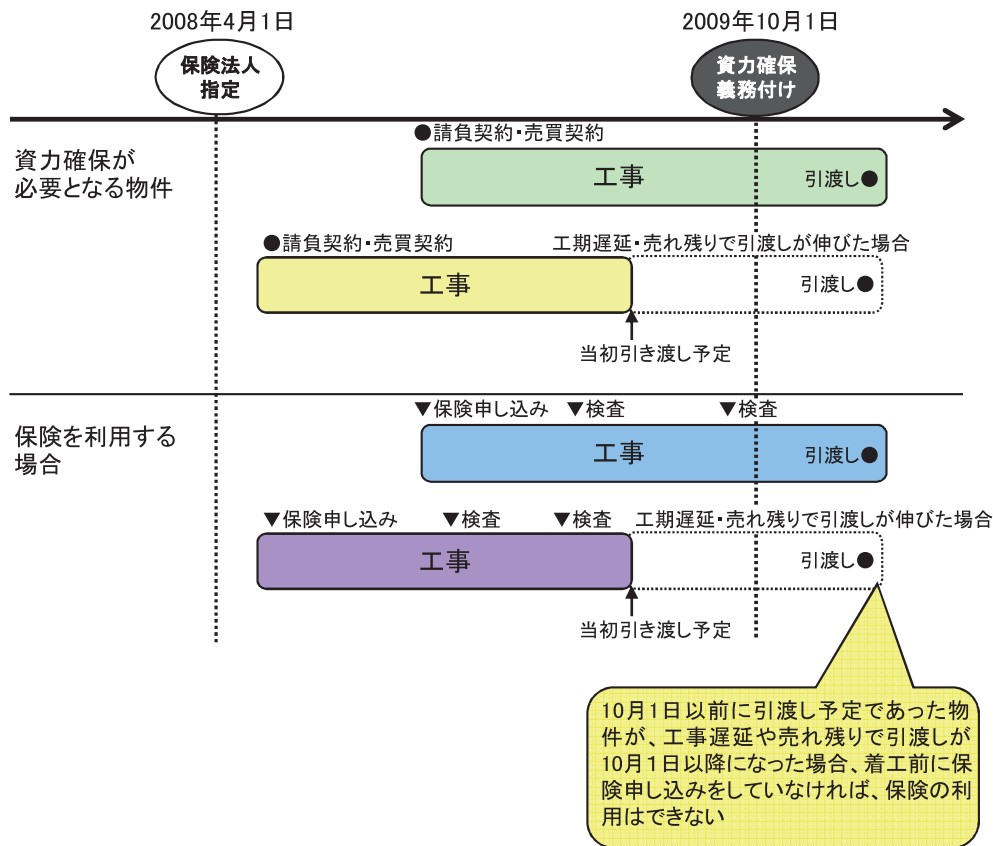 2008年4月1日
2009年10月1日
保険法人
指定
資力確保
義務付け
資力確保が
必要となる物件
●請負契約・売買契約
工事
引渡し●
●請負契約・売買契約
工期遅延・売れ残りで引渡しが伸びた場合
工事
引渡し●
当初引き渡し予定
保険を利用する
場合
▼保険申し込み
▼検査
▼検査
工事
引渡し●
▼保険申し込み
▼検査
▼検査
工期遅延・売れ残りで引渡しが伸びた場合
工事
引渡し●
当初引き渡し予定
10月1日以前に引渡し予定であった物
件が、工事遅延や売れ残りで引渡しが
10月1日以降になった場合、着工前に保
険申し込みをしていなければ、保険の利
用はできない